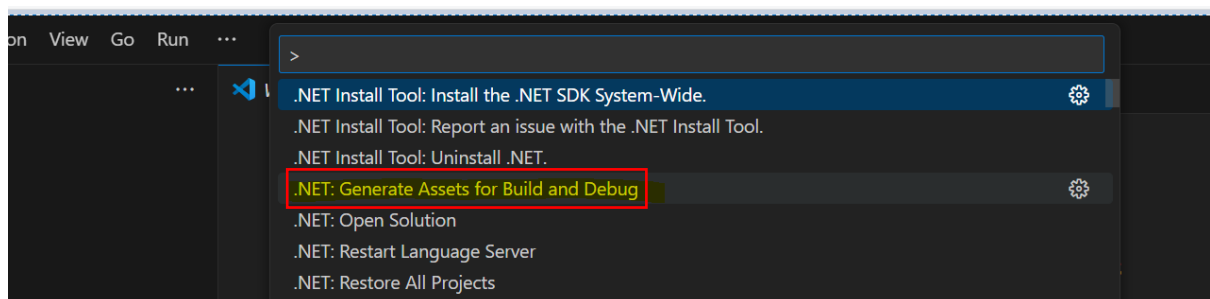 on View Go Run ...
>
.NET Install Tool: Install the .NET SDK System-Wide.
...
.NET Install Tool: Report an issue with the .NET Install Tool.
.NET Install Tool: Uninstall .NET.
.NET: Generate Assets for Build and Debug
.NET: Open Solution
.NET: Restart Language Server
.NET: Restore All Projects